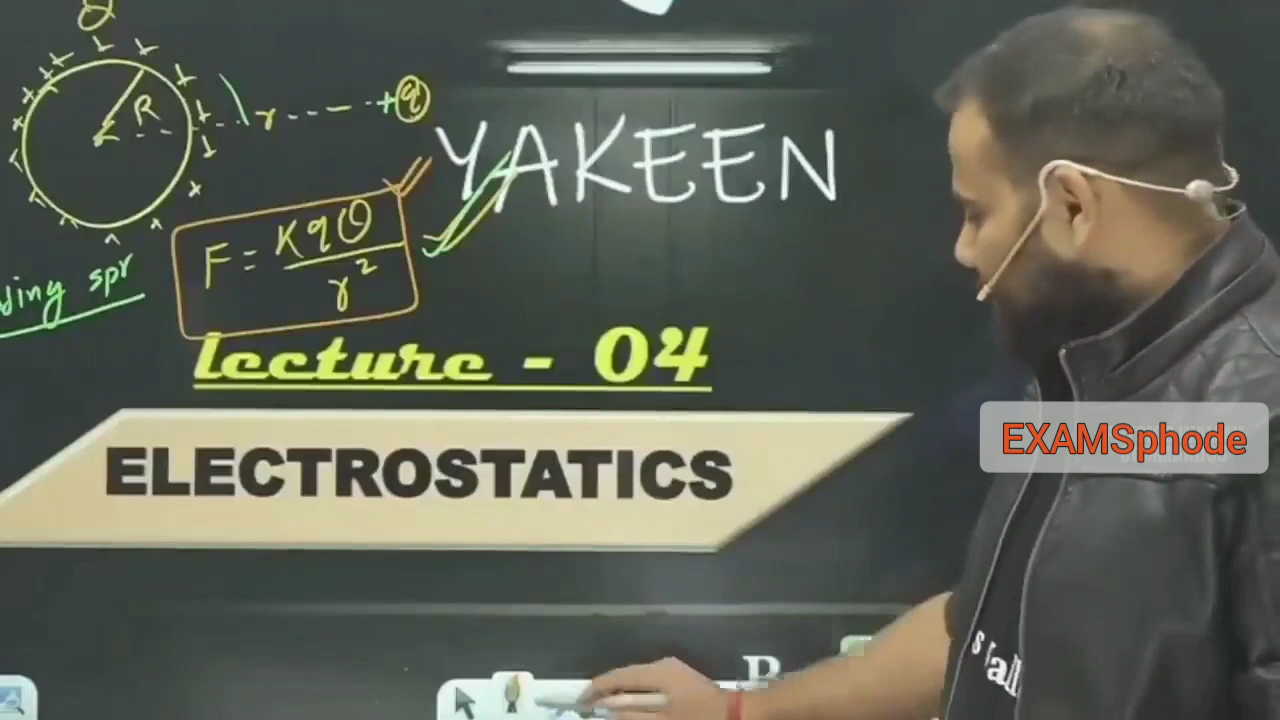 Q
R
r
+q
YAKEEN
F = KqQ / r²
ding spr
Lecture - 04
ELECTROSTATICS
EXAMSphode